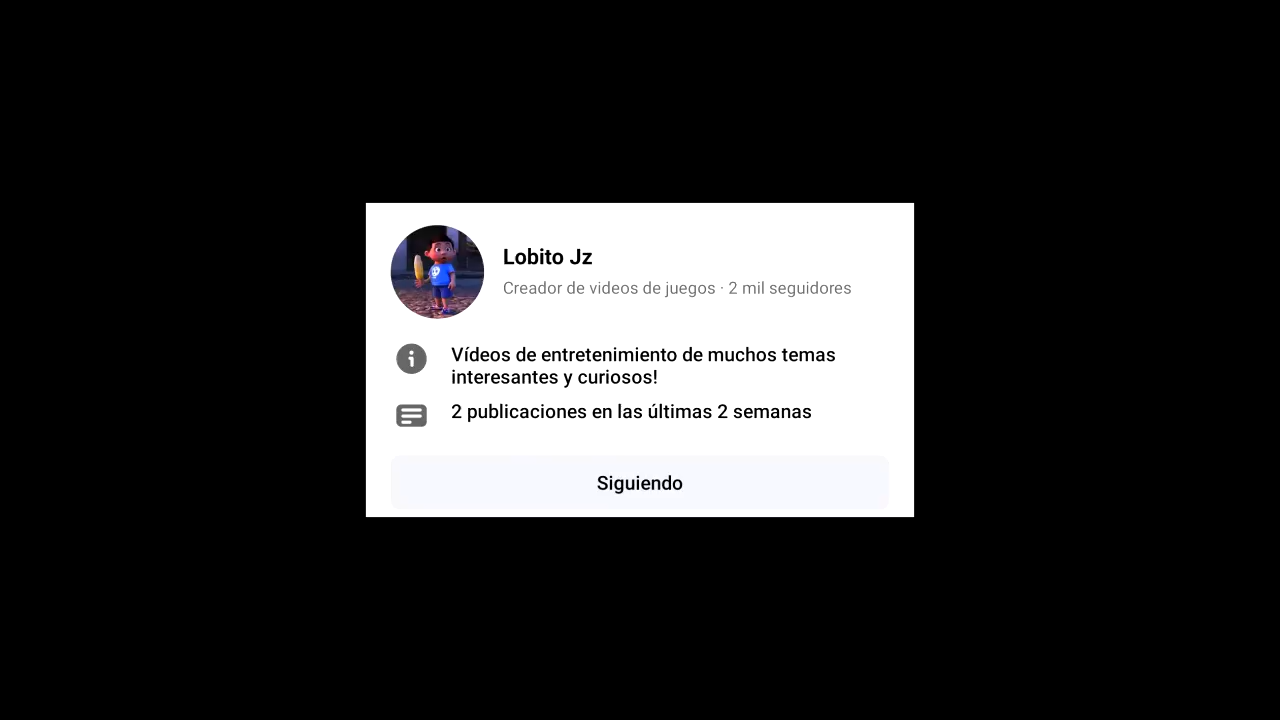 Lobito Jz
Creador de videos de juegos · 2 mil seguidores
Vídeos de entretenimiento de muchos temas
interesantes y curiosos!
2 publicaciones en las últimas 2 semanas
Siguiendo